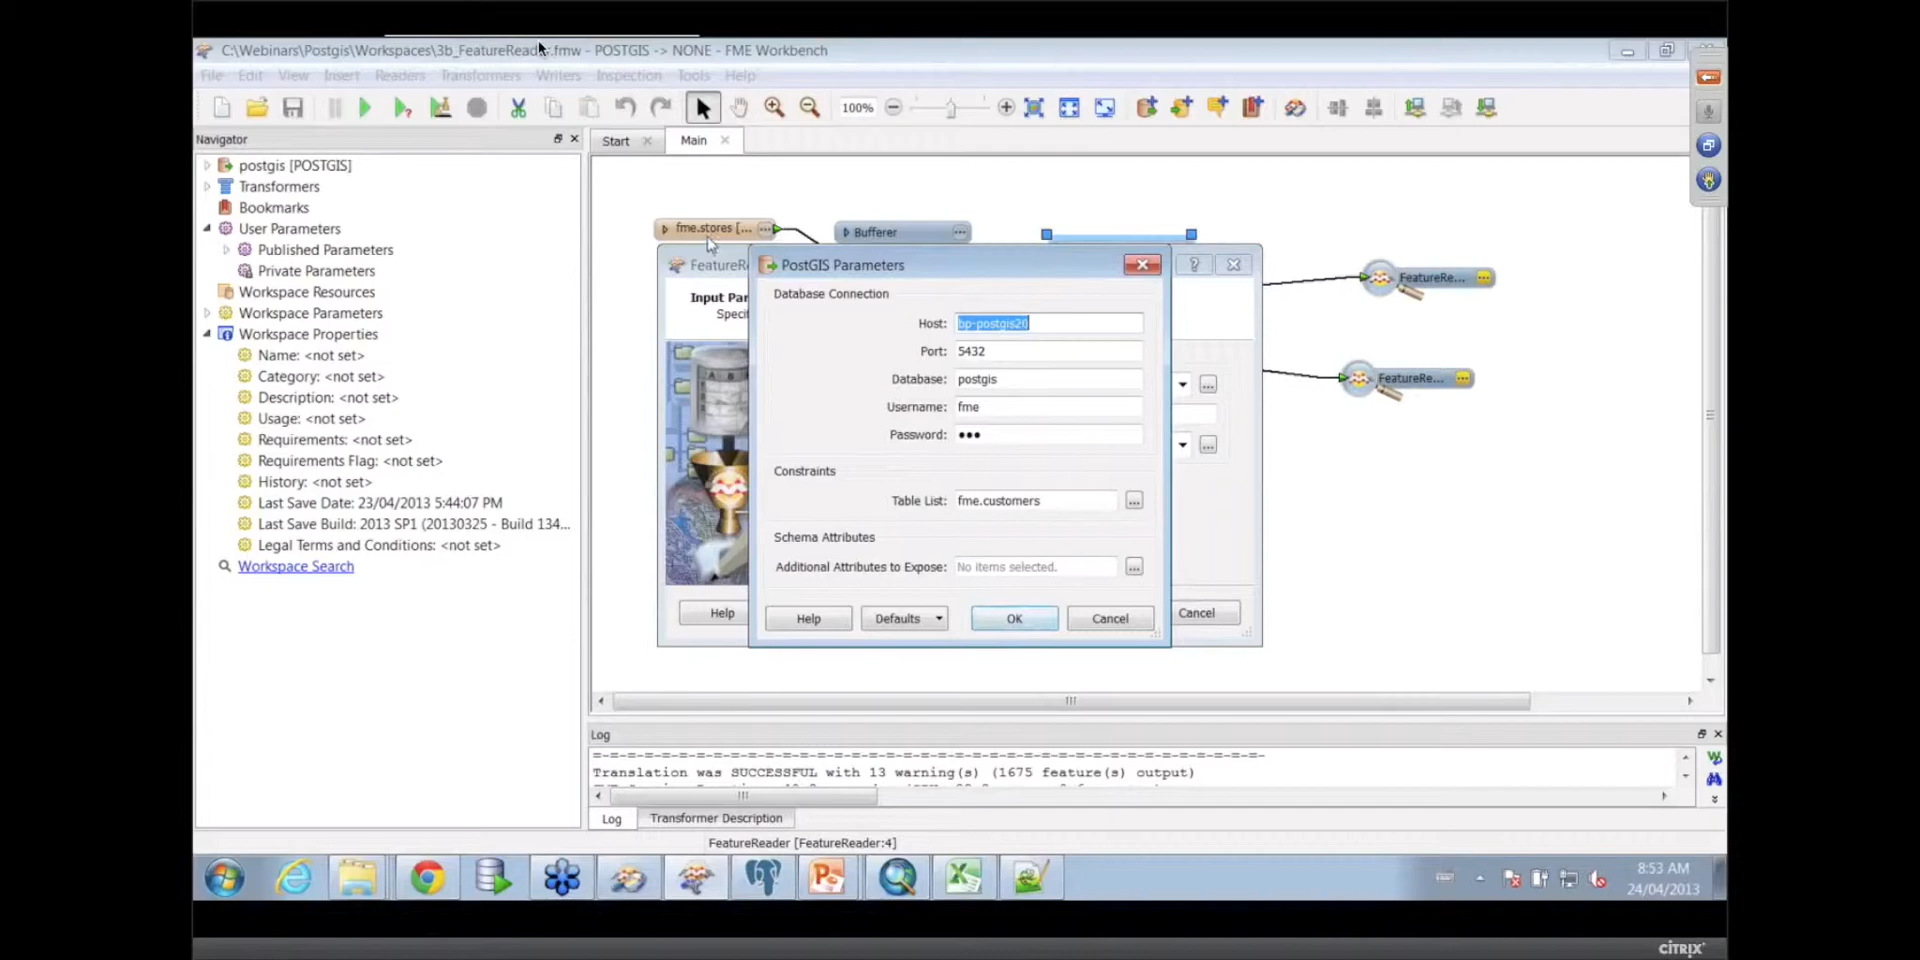 C:\Webinars\Postgis\Workspaces\3b_FeatureReader.fmw - POSTGIS -> NONE - FME Workbench
File Edit View Insert Readers Transformers Writers Inspection Tools Help
100%
Navigator
Start Main
postgis [POSTGIS]
Transformers
Bookmarks
User Parameters
Published Parameters
Private Parameters
Workspace Resources
Workspace Parameters
Workspace Properties
Name: <not set>
Category: <not set>
Description: <not set>
Usage: <not set>
Requirements: <not set>
Requirements Flag: <not set>
History: <not set>
Last Save Date: 23/04/2013 5:44:07 PM
Last Save Build: 2013 SP1 (20130325 - Build 134...
Legal Terms and Conditions: <not set>
Workspace Search
fme.stores [...
Bufferer
FeatureRe...
FeatureRe...
FeatureRe
Input Par
Specif
Help
Cancel
PostGIS Parameters
Database Connection
Host: bp-postgis20
Port: 5432
Database: postgis
Username: fme
Password: •••
Constraints
Table List: fme.customers
Schema Attributes
Additional Attributes to Expose: No items selected.
Help Defaults OK Cancel
Log
=-=-=-=-=-=-=-=-=-=-=-=-=-=-=-=-=-=-=-=-=-=-=-=-=-=-=-=-=-=-=-=-=-=-=-=-=-=-
Translation was SUCCESSFUL with 13 warning(s) (1675 feature(s) output)
Log Transformer Description
FeatureReader [FeatureReader:4]
8:53 AM
24/04/2013
CITRIX